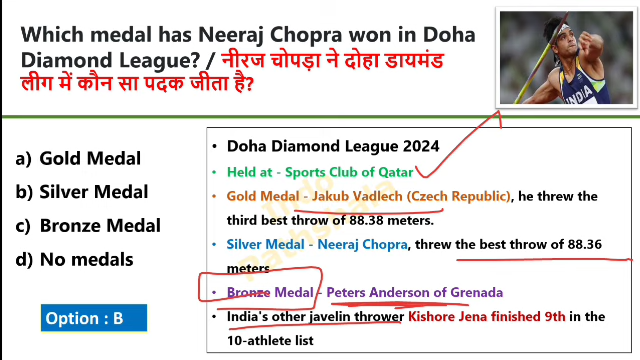 Which medal has Neeraj Chopra won in Doha
Diamond League? / नीरज चोपड़ा ने दोहा डायमंड
लीग में कौन सा पदक जीता है?
INDIA
a) Gold Medal
b) Silver Medal
c) Bronze Medal
d) No medals
Option : B
• Doha Diamond League 2024
• Held at - Sports Club of Qatar
• Gold Medal - Jakub Vadlech (Czech Republic), he threw the
third best throw of 88.38 meters.
• Silver Medal - Neeraj Chopra, threw the best throw of 88.36
meters
• Bronze Medal - Peters Anderson of Grenada
• India's other javelin thrower Kishore Jena finished 9th in the
10-athlete list
Indo
Pathshala